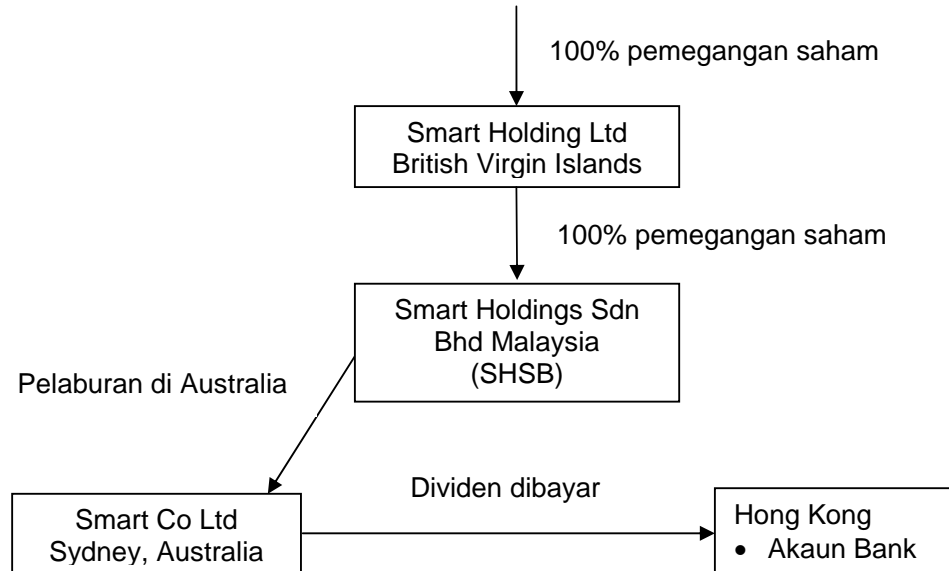 100% pemegangan saham
Smart Holding Ltd
British Virgin Islands
100% pemegangan saham
Smart Holdings Sdn
Bhd Malaysia
(SHSB)
Pelaburan di Australia
Dividen dibayar
Smart Co Ltd
Sydney, Australia
Hong Kong
• Akaun Bank